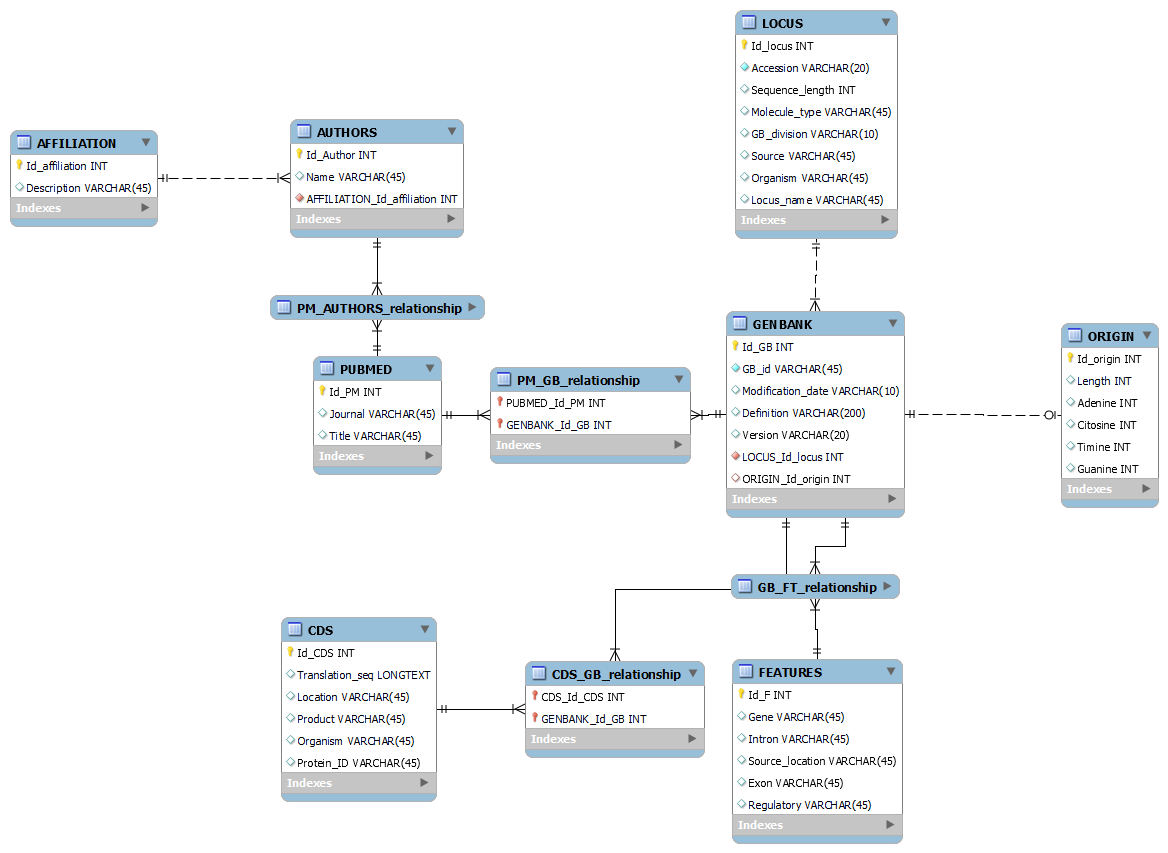 LOCUS
Id_locus INT
Accession VARCHAR(20)
Sequence_length INT
Molecule_type VARCHAR(45)
GB_division VARCHAR(10)
Source VARCHAR(45)
Organism VARCHAR(45)
Locus_name VARCHAR(45)
Indexes
AFFILIATION
Id_affiliation INT
Description VARCHAR(45)
Indexes
AUTHORS
Id_Author INT
Name VARCHAR(45)
AFFILIATION_Id_affiliation INT
Indexes
PM_AUTHORS_relationship
PUBMED
Id_PM INT
Journal VARCHAR(45)
Title VARCHAR(45)
Indexes
PM_GB_relationship
PUBMED_Id_PM INT
GENBANK_Id_GB INT
Indexes
GENBANK
Id_GB INT
GB_id VARCHAR(45)
Modification_date VARCHAR(10)
Definition VARCHAR(200)
Version VARCHAR(20)
LOCUS_Id_locus INT
ORIGIN_Id_origin INT
Indexes
ORIGIN
Id_origin INT
Length INT
Adenine INT
Citosine INT
Timine INT
Guanine INT
Indexes
GB_FT_relationship
CDS
Id_CDS INT
Translation_seq LONGTEXT
Location VARCHAR(45)
Product VARCHAR(45)
Organism VARCHAR(45)
Protein_ID VARCHAR(45)
Indexes
CDS_GB_relationship
CDS_Id_CDS INT
GENBANK_Id_GB INT
Indexes
FEATURES
Id_F INT
Gene VARCHAR(45)
Intron VARCHAR(45)
Source_location VARCHAR(45)
Exon VARCHAR(45)
Regulatory VARCHAR(45)
Indexes